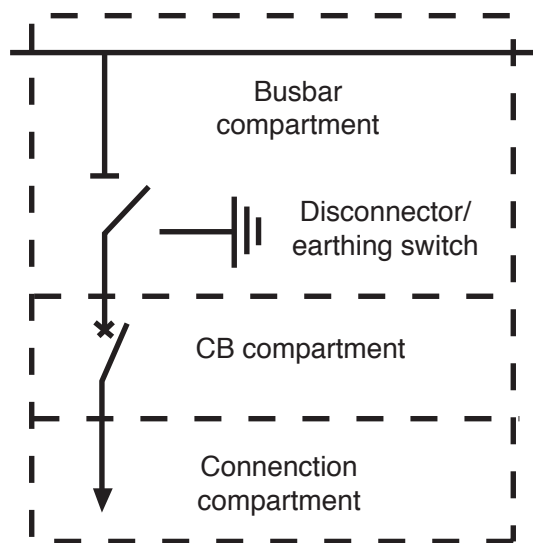 Busbar
compartment
Disconnector/
earthing switch
CB compartment
Connenction
compartment